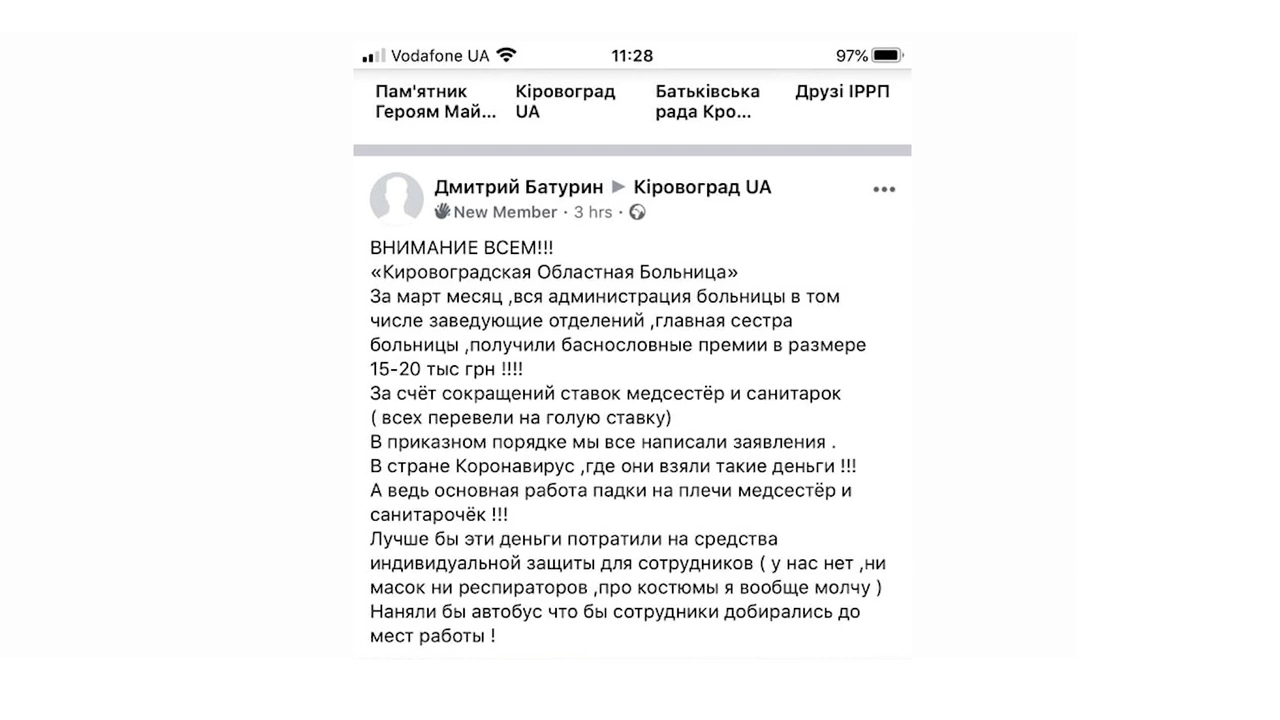 Vodafone UA 11:28 97%
Пам'ятник Кіровоград Батьківська Друзі ІРРП
Героям Май... UA рада Кро...
Дмитрий Батурин ▶ Кіровоград UA
New Member · 3 hrs ·
ВНИМАНИЕ ВСЕМ!!!
«Кировоградская Областная Больница»
За март месяц ,вся администрация больницы в том
числе заведующие отделений ,главная сестра
больницы ,получили баснословные премии в размере
15-20 тыс грн !!!!
За счёт сокращений ставок медсестёр и санитарок
( всех перевели на голую ставку)
В приказном порядке мы все написали заявления .
В стране Коронавирус ,где они взяли такие деньги !!!
А ведь основная работа падки на плечи медсестёр и
санитарочёк !!!
Лучше бы эти деньги потратили на средства
индивидуальной защиты для сотрудников ( у нас нет ,ни
масок ни респираторов ,про костюмы я вообще молчу )
Наняли бы автобус что бы сотрудники добирались до
мест работы !